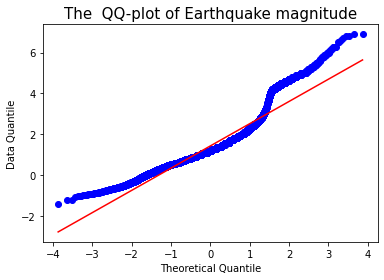 The  QQ-plot of Earthquake magnitude
Data Quantile
6
4
2
0
−2
−4 −3 −2 −1 0 1 2 3 4
Theoretical Quantile